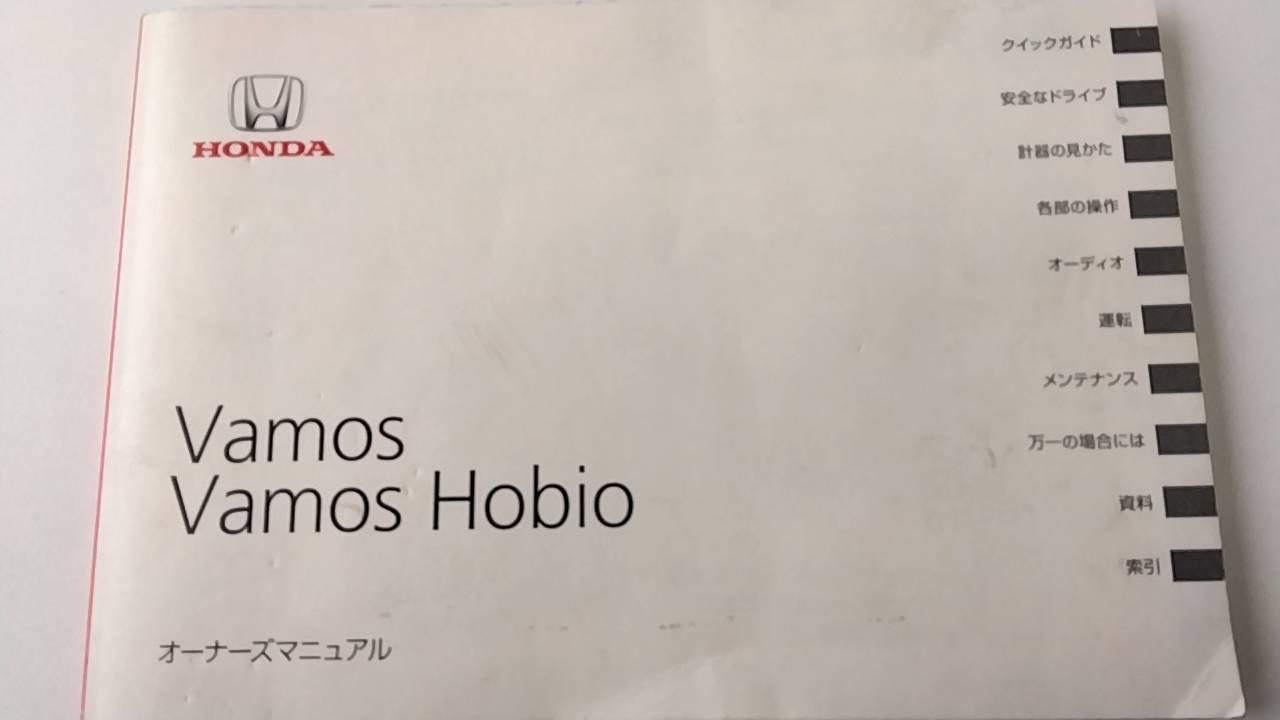 HONDA
Vamos
Vamos Hobio
オーナーズマニュアル
クイックガイド
安全なドライブ
計器の見かた
各部の操作
オーディオ
運転
メンテナンス
万一の場合には
資料
索引